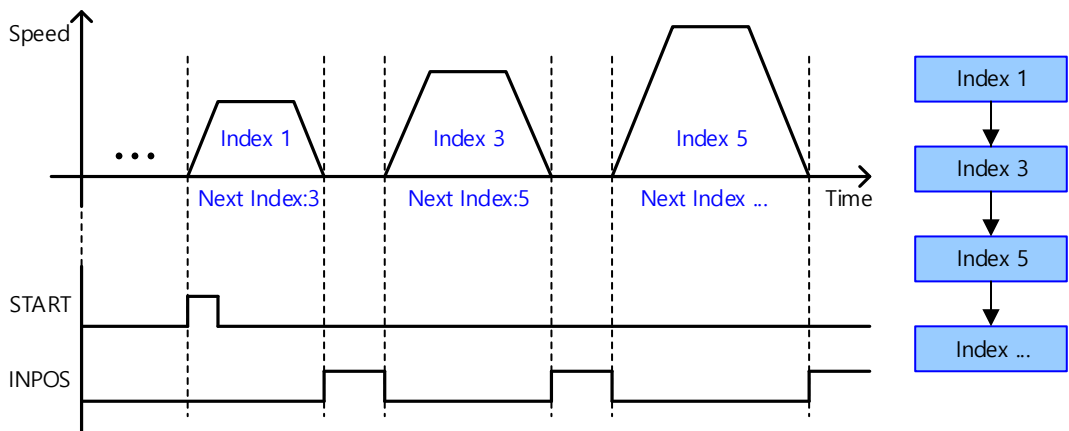 Speed
Index 1
Index 3
Index 5
Next Index:3
Next Index:5
Next Index ...
Time
START
INPOS
Index 1
Index 3
Index 5
Index ...